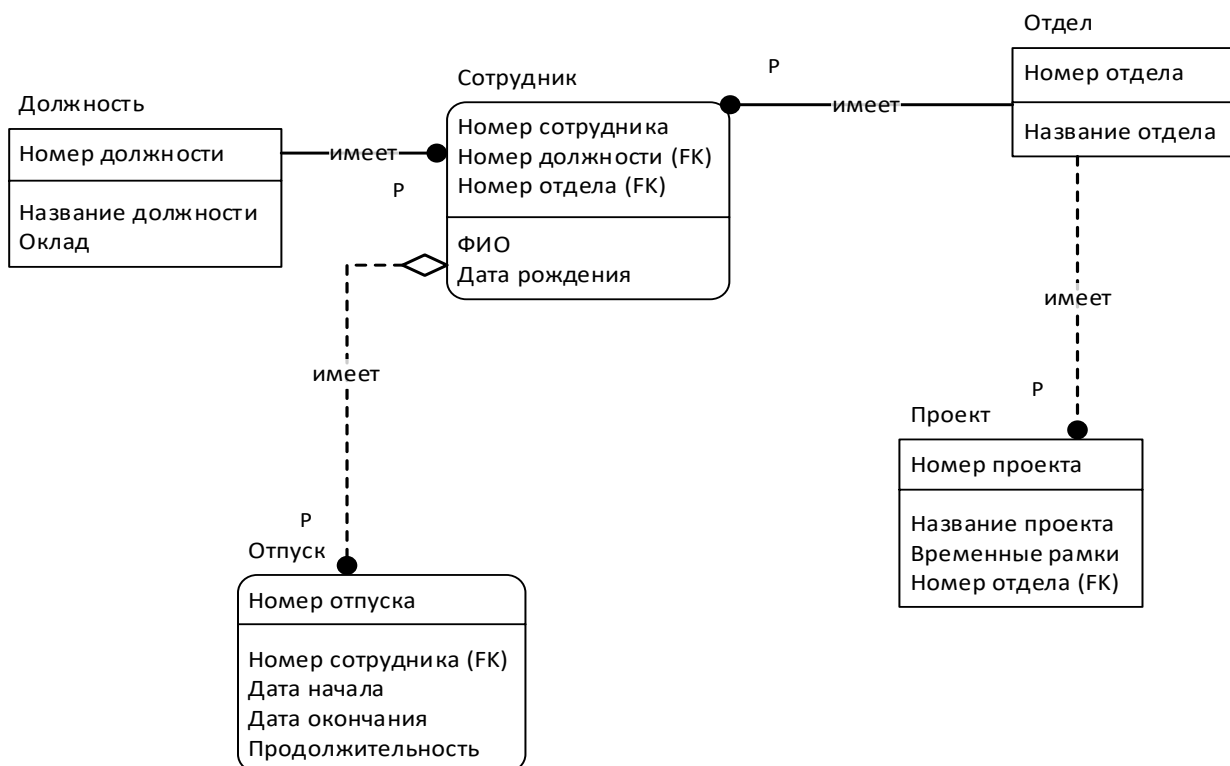 Отдел
Номер отдела
Название отдела
Р
имеет
Сотрудник
Номер сотрудника
Номер должности (FK)
Номер отдела (FK)
ФИО
Дата рождения
Должность
Номер должности
Название должности
Оклад
имеет
Р
имеет
Р
Отпуск
Номер отпуска
Номер сотрудника (FK)
Дата начала
Дата окончания
Продолжительность
имеет
Р
Проект
Номер проекта
Название проекта
Временные рамки
Номер отдела (FK)